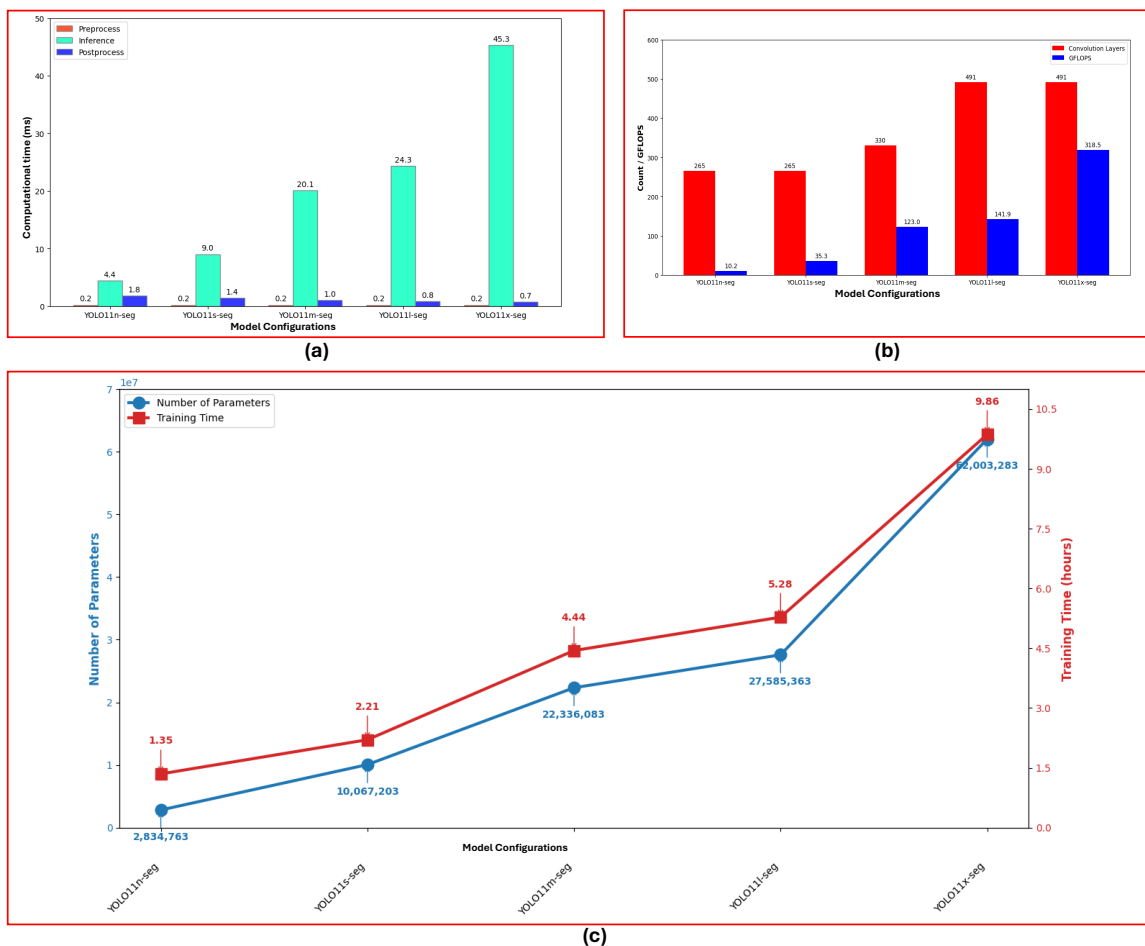 50
40
30
20
10
0
Computational time (ms)
Preprocess
Inference
Postprocess
0.2 4.4 1.8
0.2 9.0 1.4
0.2 20.1 1.0
0.2 24.3 0.8
0.2 45.3 0.7
YOLO11n-seg YOLO11s-seg YOLO11m-seg YOLO11l-seg YOLO11x-seg
Model Configurations
(a)
600
500
400
300
200
100
0
Count / GFLOPS
Convolution Layers
GFLOPS
265 10.2
265 35.3
330 123.0
491 141.9
491 318.5
YOLO11n-seg YOLO11s-seg YOLO11m-seg YOLO11l-seg YOLO11x-seg
Model Configurations
(b)
1e7
7
6
5
4
3
2
1
0
Number of Parameters
Number of Parameters
Training Time
1.35
2.21
4.44
5.28
9.86
2,834,763
10,067,203
22,336,083
27,585,363
62,003,283
10.5
9.0
7.5
6.0
4.5
3.0
1.5
0.0
Training Time (hours)
Model Configurations
YOLO11n-seg
YOLO11s-seg
YOLO11m-seg
YOLO11l-seg
YOLO11x-seg
(c)